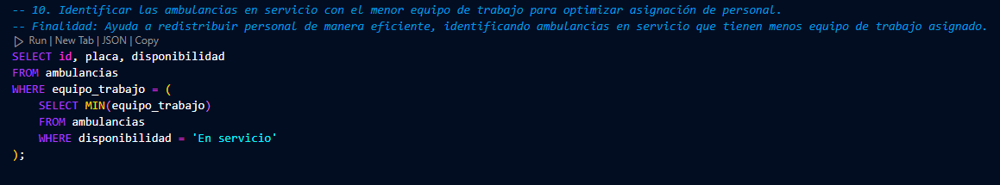 -- 10. Identificar las ambulancias en servicio con el menor equipo de trabajo para optimizar asignación de personal.
-- Finalidad: Ayuda a redistribuir personal de manera eficiente, identificando ambulancias en servicio que tienen menos equipo de trabajo asignado.
Run | New Tab | JSON | Copy
SELECT id, placa, disponibilidad
FROM ambulancias
WHERE equipo_trabajo = (
    SELECT MIN(equipo_trabajo)
    FROM ambulancias
    WHERE disponibilidad = 'En servicio'
);